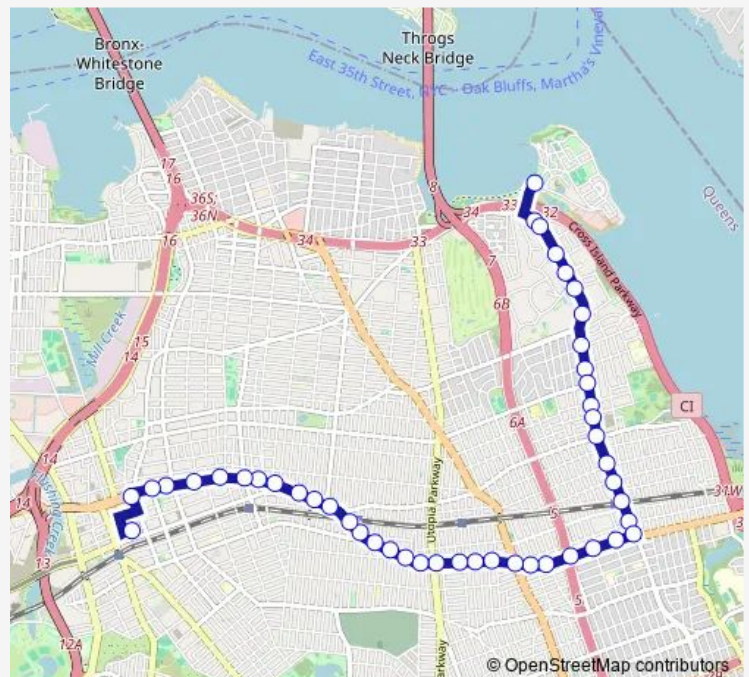 Bronx-
Whitestone
Bridge
Throgs
Neck Bridge
East 35th Street, NYC - Oak Bluffs, Martha's Vineyar
Queens
17
16
36S;
36N
16
34
33
8
34
33
32
Cross Island Parkway
7
6B
Mill Creek
15
14
14
6A
CI
14
Flushing Creek
Utopia Parkway
31W
13
5
5
12A
arkway
© OpenStreetMap contributors